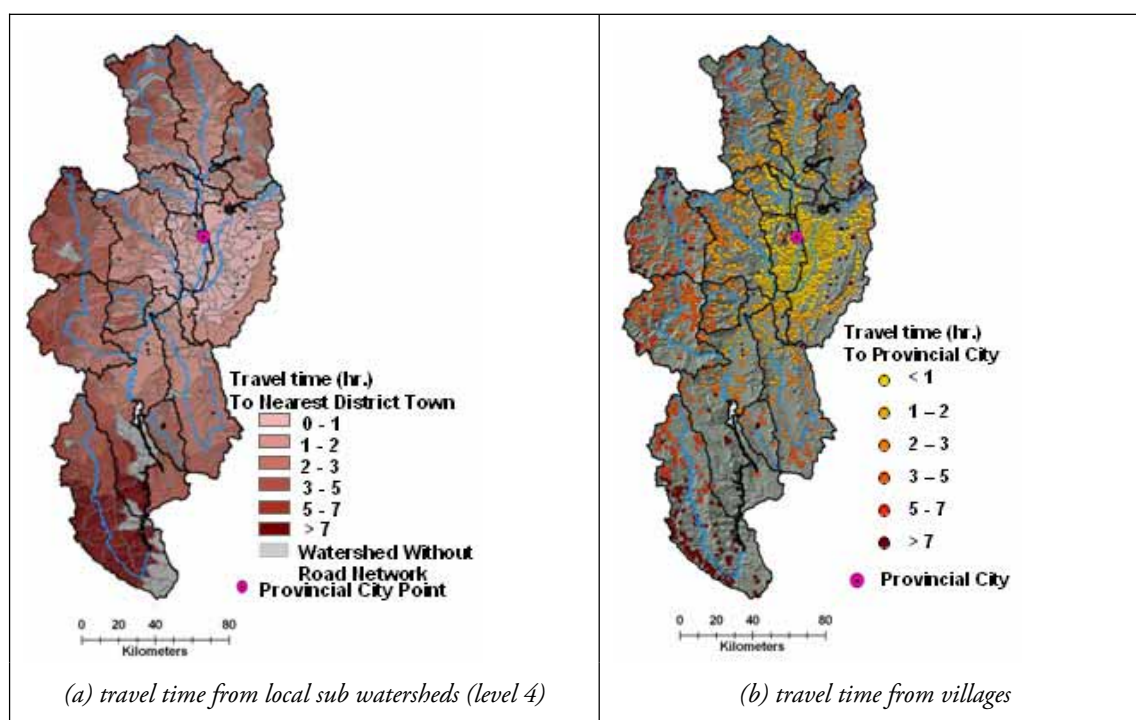 Travel time (hr.)
To Nearest District Town
0 - 1
1 - 2
2 - 3
3 - 5
5 - 7
> 7
Watershed Without
Road Network
Provincial City Point
0 20 40 80
Kilometers
(a) travel time from local sub watersheds (level 4)
Travel time (hr.)
To Provincial City
< 1
1 – 2
2 – 3
3 – 5
5 - 7
> 7
Provincial City
0 20 40 80
Kilometers
(b) travel time from villages